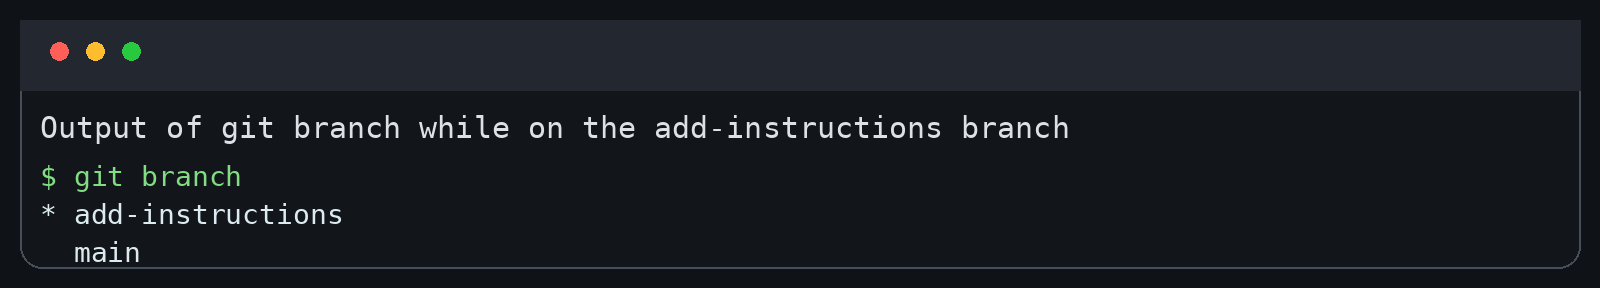 Output of git branch while on the add-instructions branch
$ git branch
* add-instructions
  main